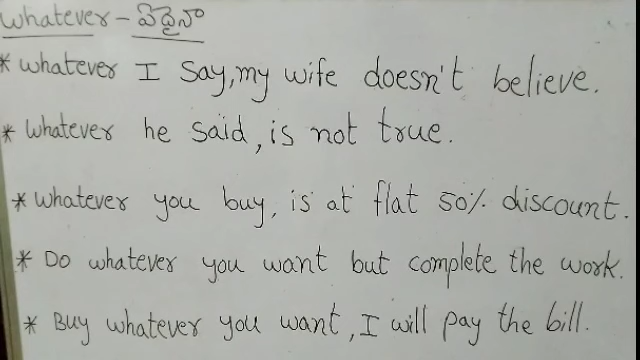 whatever - ఏదైనా
* whatever I say, my wife doesn't believe.
* whatever he said, is not true.
* whatever you buy, is at flat 50% discount.
* Do whatever you want but complete the work.
* Buy whatever you want, I will pay the bill.